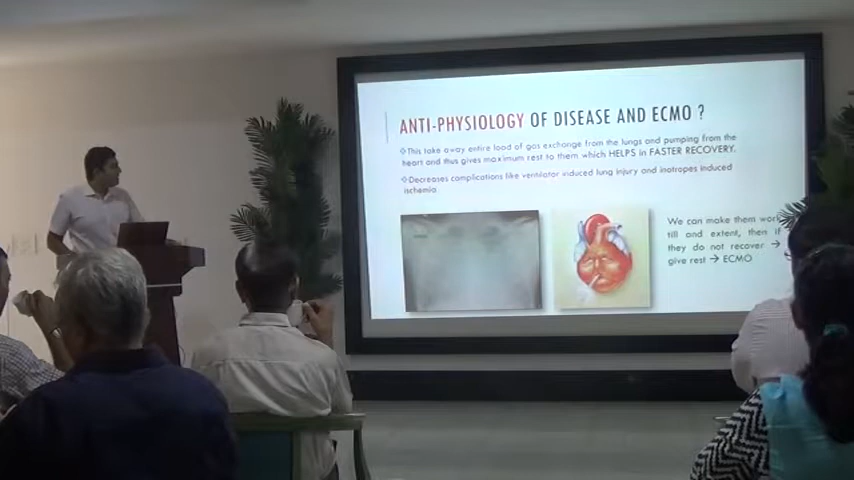 ANTI-PHYSIOLOGY OF DISEASE AND ECMO ?
❖This take away entire load of gas exchange from the lungs and pumping from the
heart and thus gives maximum rest to them which HELPS in FASTER RECOVERY.
❖Decreases complications like ventilator induced lung injury and inotropes induced
ischemia.
We can make them work
till and extent, then if
they do not recover →
give rest → ECMO